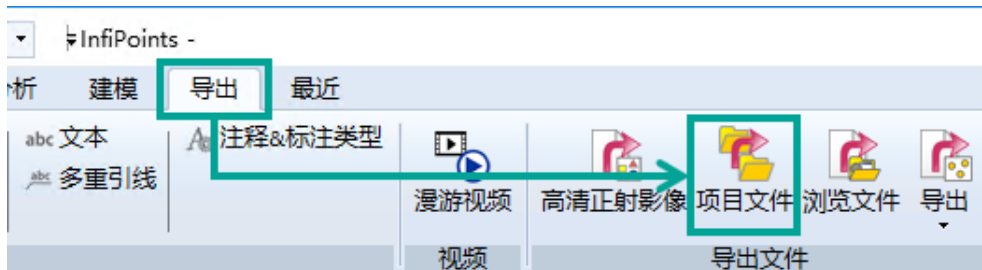 InfiPoints -
析 建模 导出 最近
abc 文本 注释&标注类型
abc 多重引线
漫游视频 高清正射影像 项目文件 浏览文件 导出
视频 导出文件